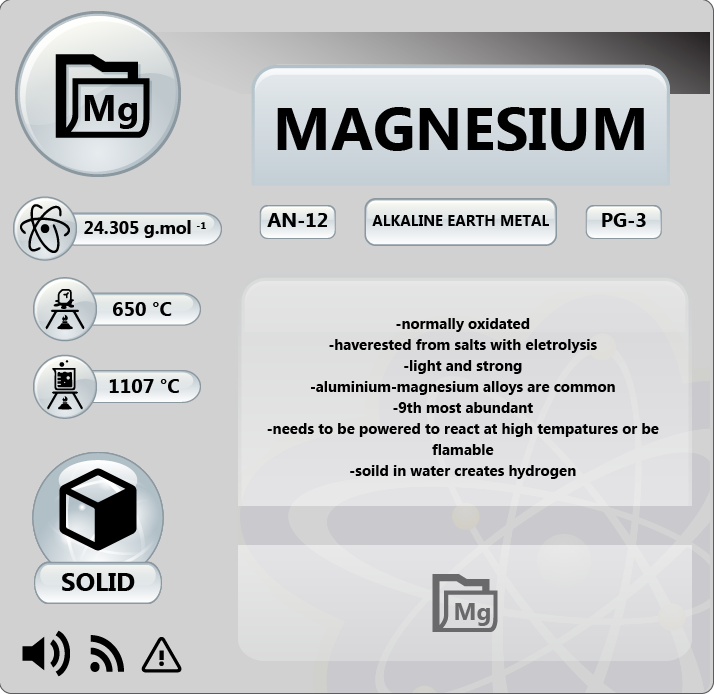 Mg
MAGNESIUM
24.305 g.mol -1
AN-12
ALKALINE EARTH METAL
PG-3
650 °C
1107 °C
-normally oxidated
-haverested from salts with eletrolysis
-light and strong
-aluminium-magnesium alloys are common
-9th most abundant
-needs to be powered to react at high tempatures or be
flamable
-soild in water creates hydrogen
SOLID
Mg